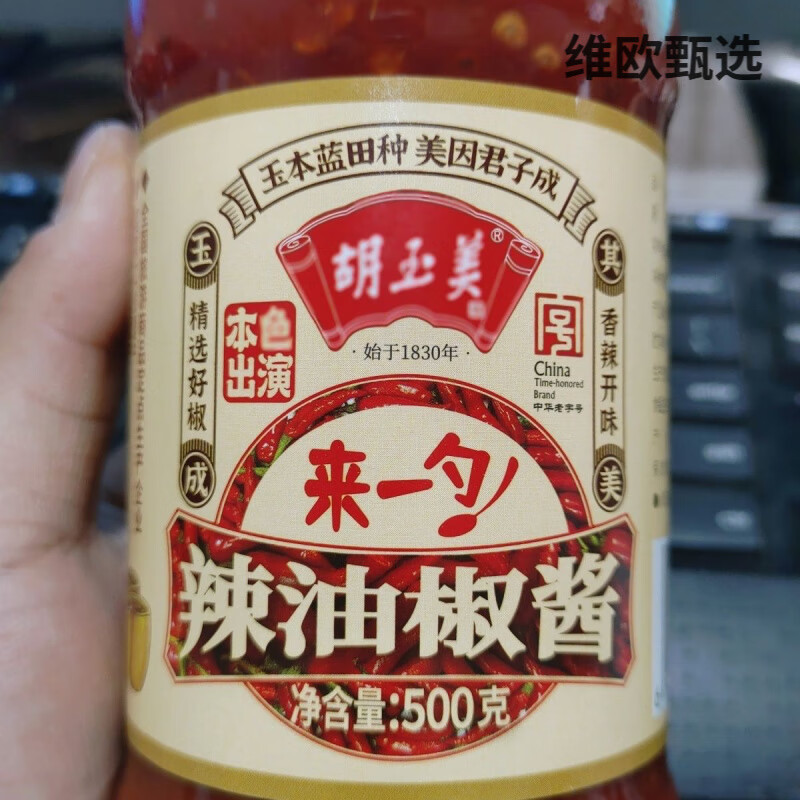 维欧甄选
玉本蓝田种 美因君子成
胡玉美®
·始于1830年·
玉
精选好椒
成
本色
出演
China
Time-honored
Brand
中华老字号
其
香辣开味
美
来一勺!
辣油椒酱
净含量:500克